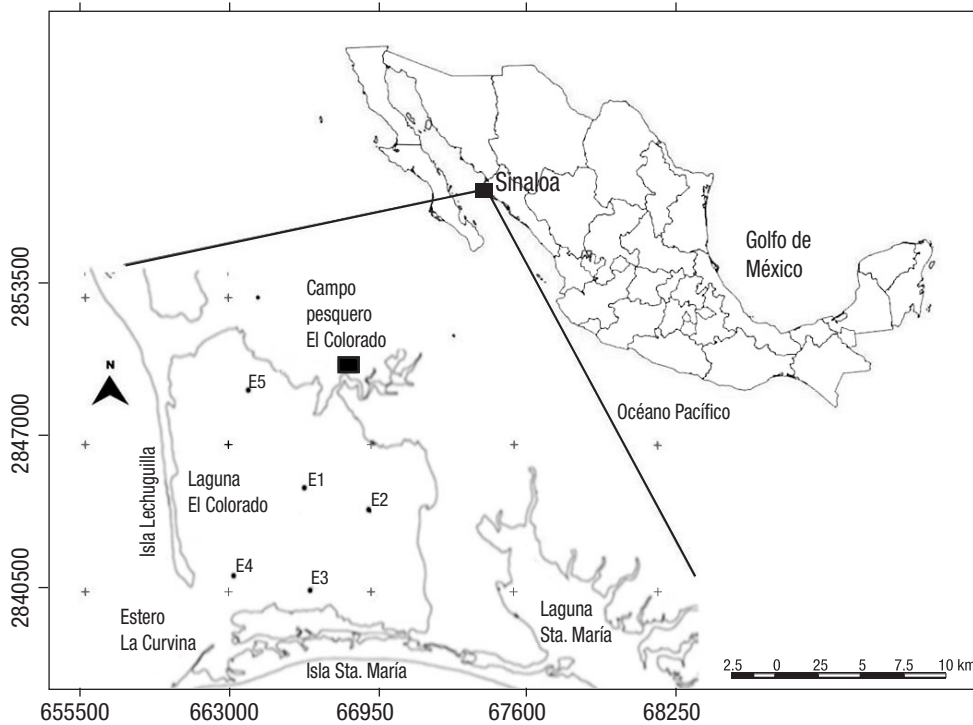 Sinaloa
Golfo de
México
Océano Pacífico
Campo
pesquero
El Colorado
N
E5
Isla Lechuguilla
Laguna
El Colorado
E1
E2
E4
E3
Estero
La Curvina
Laguna
Sta. María
Isla Sta. María
2.5 0 25 5 7.5 10 km
2853500
2847000
2840500
655500 663000 66950 67600 68250